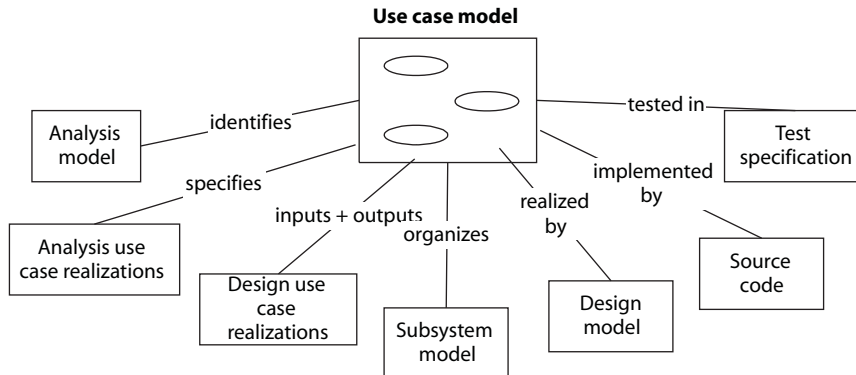 Use case model
identifies
tested in
Analysis
model
Test
specification
specifies
implemented
by
inputs + outputs
organizes
realized
by
Analysis use
case realizations
Design use
case
realizations
Subsystem
model
Design
model
Source
code